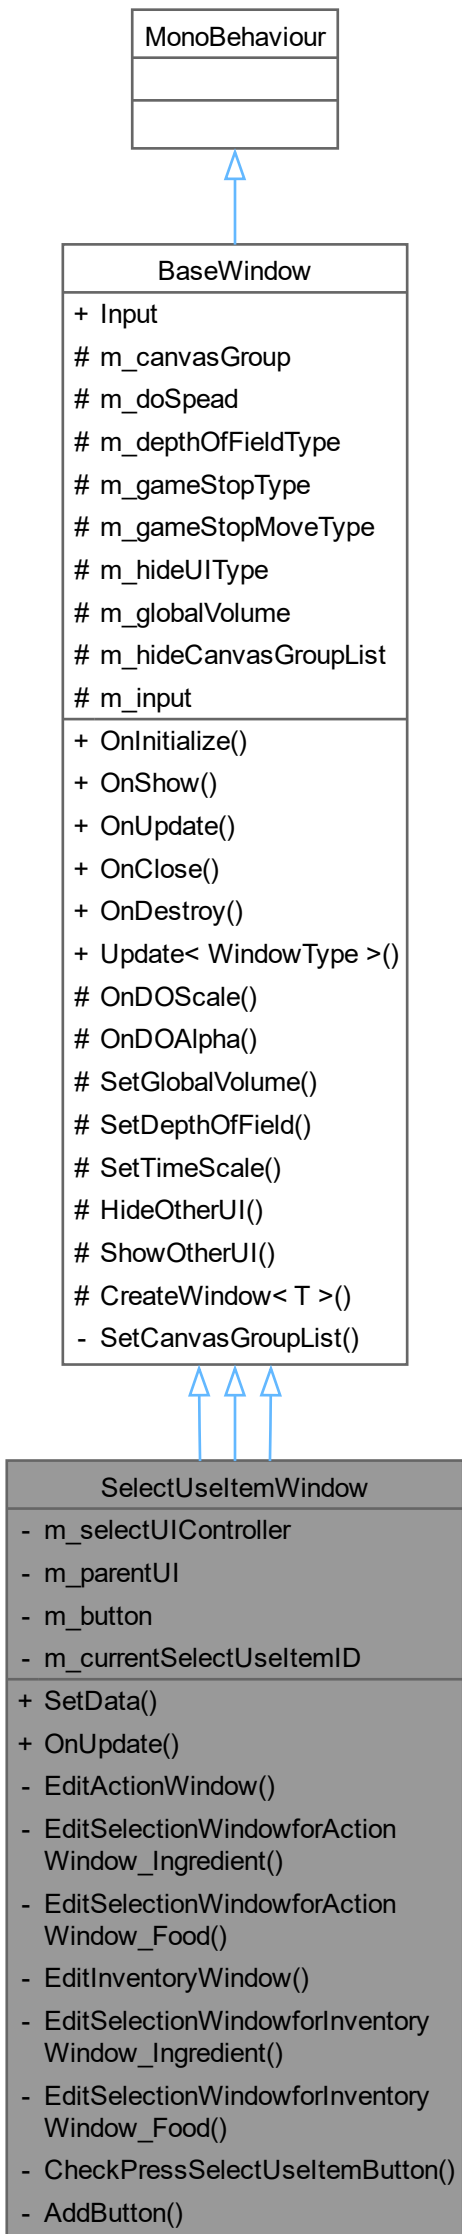 MonoBehaviour
BaseWindow
+ Input
# m_canvasGroup
# m_doSpead
# m_depthOfFieldType
# m_gameStopType
# m_gameStopMoveType
# m_hideUIType
# m_globalVolume
# m_hideCanvasGroupList
# m_input
+ OnInitialize()
+ OnShow()
+ OnUpdate()
+ OnClose()
+ OnDestroy()
+ Update< WindowType >()
# OnDOScale()
# OnDOAlpha()
# SetGlobalVolume()
# SetDepthOfField()
# SetTimeScale()
# HideOtherUI()
# ShowOtherUI()
# CreateWindow< T >()
- SetCanvasGroupList()
SelectUseItemWindow
- m_selectUIController
- m_parentUI
- m_button
- m_currentSelectUseItemID
+ SetData()
+ OnUpdate()
- EditActionWindow()
- EditSelectionWindowforAction
Window_Ingredient()
- EditSelectionWindowforAction
Window_Food()
- EditInventoryWindow()
- EditSelectionWindowforInventory
Window_Ingredient()
- EditSelectionWindowforInventory
Window_Food()
- CheckPressSelectUseItemButton()
- AddButton()